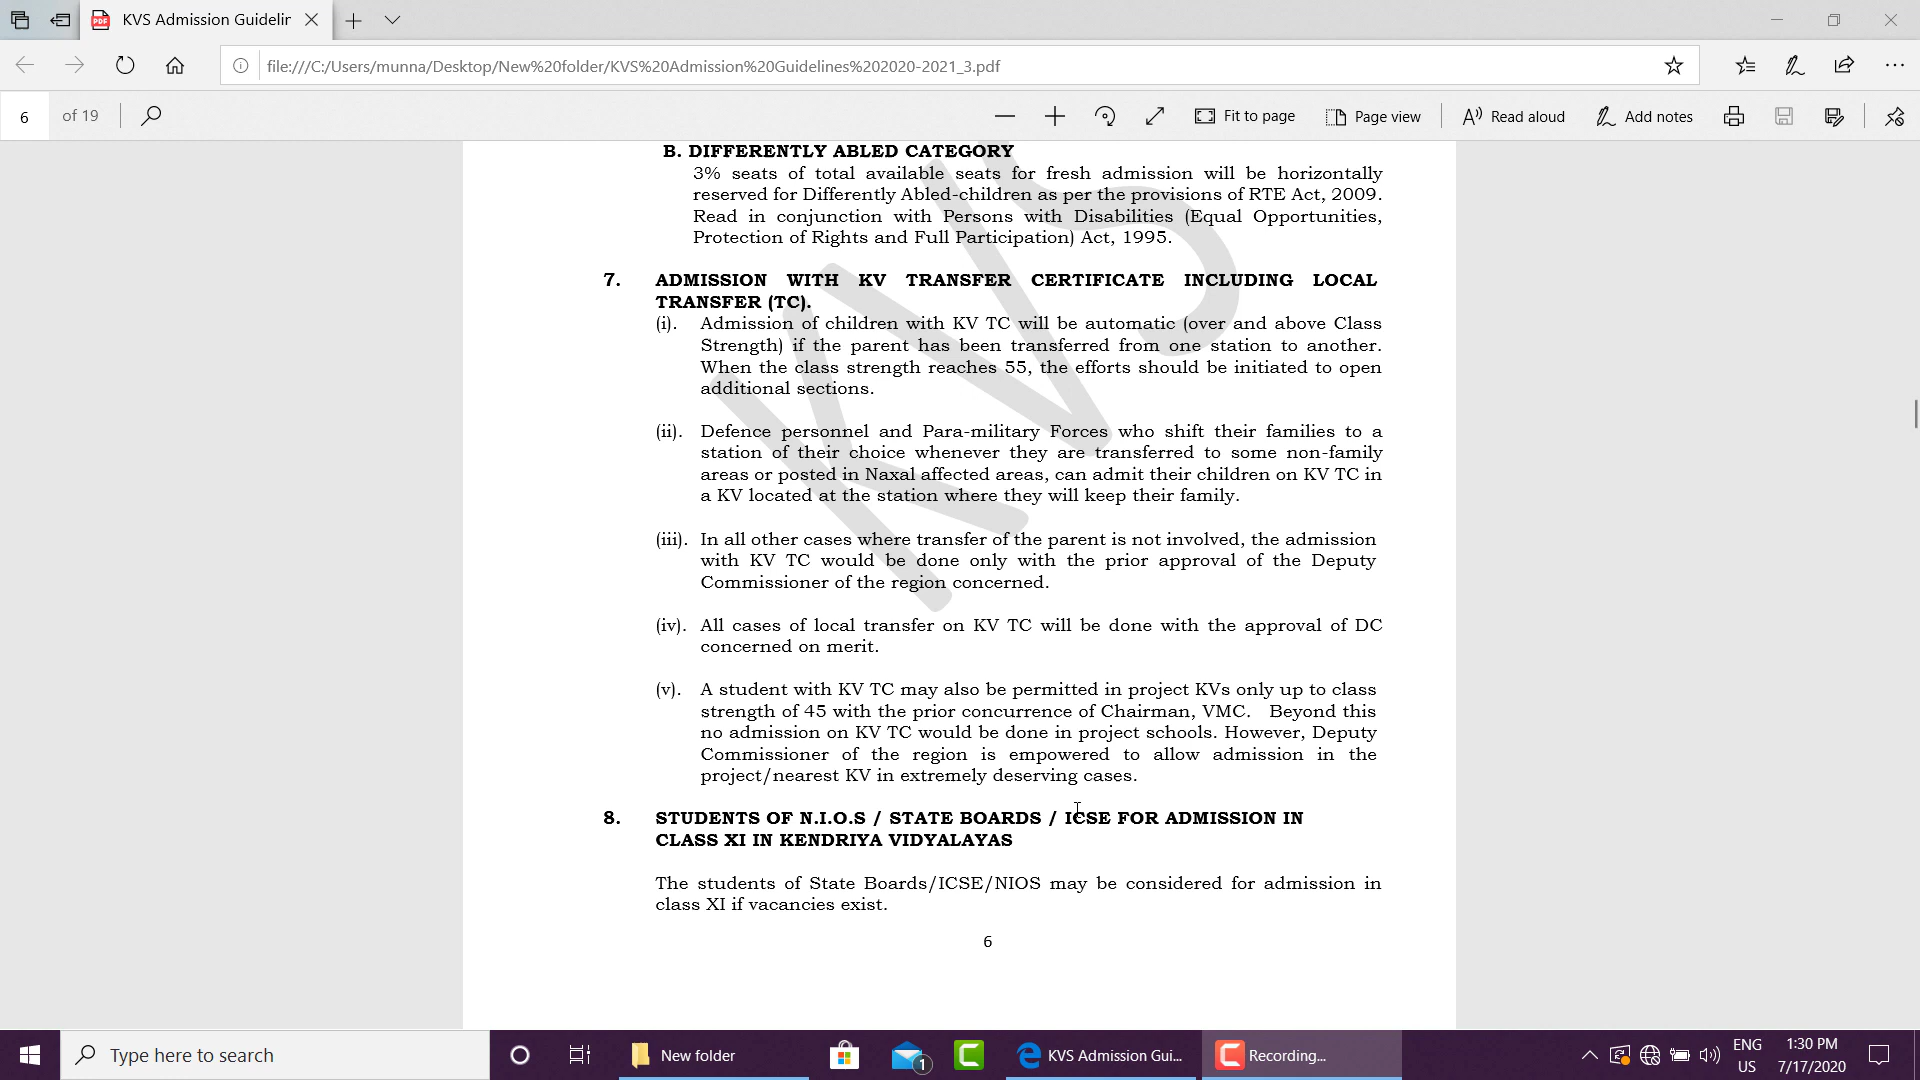 KVS Admission Guidelir
file:///C:/Users/munna/Desktop/New%20folder/KVS%20Admission%20Guidelines%202020-2021_3.pdf
6 of 19 Fit to page Page view Read aloud Add notes
B. DIFFERENTLY ABLED CATEGORY
3% seats of total available seats for fresh admission will be horizontally
reserved for Differently Abled-children as per the provisions of RTE Act, 2009.
Read in conjunction with Persons with Disabilities (Equal Opportunities,
Protection of Rights and Full Participation) Act, 1995.
7. ADMISSION WITH KV TRANSFER CERTIFICATE INCLUDING LOCAL
TRANSFER (TC).
(i). Admission of children with KV TC will be automatic (over and above Class
Strength) if the parent has been transferred from one station to another.
When the class strength reaches 55, the efforts should be initiated to open
additional sections.
(ii). Defence personnel and Para-military Forces who shift their families to a
station of their choice whenever they are transferred to some non-family
areas or posted in Naxal affected areas, can admit their children on KV TC in
a KV located at the station where they will keep their family.
(iii). In all other cases where transfer of the parent is not involved, the admission
with KV TC would be done only with the prior approval of the Deputy
Commissioner of the region concerned.
(iv). All cases of local transfer on KV TC will be done with the approval of DC
concerned on merit.
(v). A student with KV TC may also be permitted in project KVs only up to class
strength of 45 with the prior concurrence of Chairman, VMC. Beyond this
no admission on KV TC would be done in project schools. However, Deputy
Commissioner of the region is empowered to allow admission in the
project/nearest KV in extremely deserving cases.
8. STUDENTS OF N.I.O.S / STATE BOARDS / ICSE FOR ADMISSION IN
CLASS XI IN KENDRIYA VIDYALAYAS
The students of State Boards/ICSE/NIOS may be considered for admission in
class XI if vacancies exist.
6
KVS
Type here to search
New folder
1
KVS Admission Gui...
Recording...
ENG
US
1:30 PM
7/17/2020